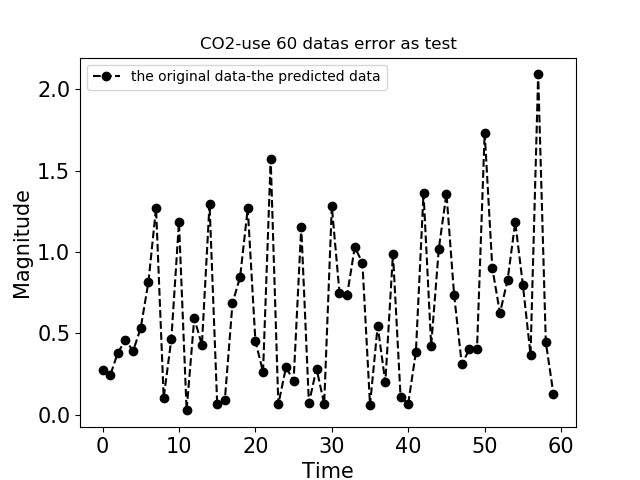 CO2-use 60 datas error as test
the original data-the predicted data
2.0
1.5
1.0
0.5
0.0
Magnitude
0 10 20 30 40 50 60
Time